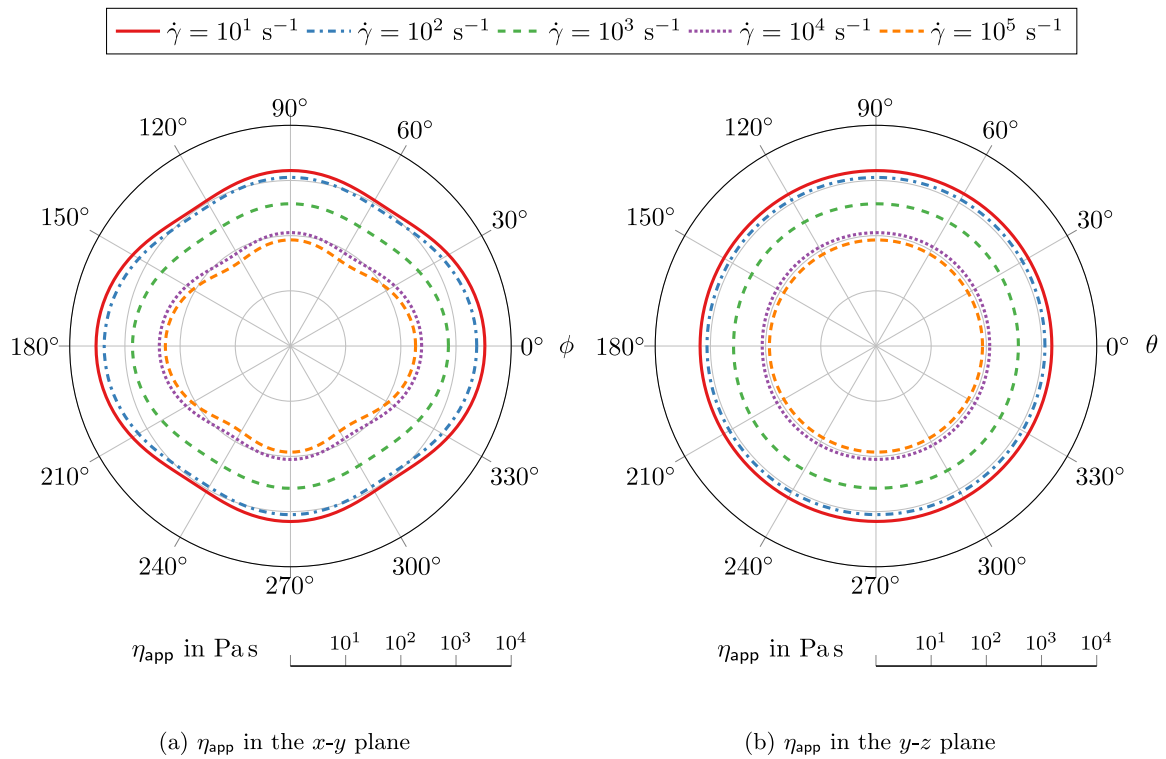 γ̇ = 10¹ s⁻¹ γ̇ = 10² s⁻¹ γ̇ = 10³ s⁻¹ γ̇ = 10⁴ s⁻¹ γ̇ = 10⁵ s⁻¹
90°
120° 60°
150° 30°
180° 0° ϕ
210° 330°
240° 300°
270°
η_app in Pa s 10¹ 10² 10³ 10⁴
(a) η_app in the x-y plane
90°
120° 60°
150° 30°
180° 0° θ
210° 330°
240° 300°
270°
η_app in Pa s 10¹ 10² 10³ 10⁴
(b) η_app in the y-z plane